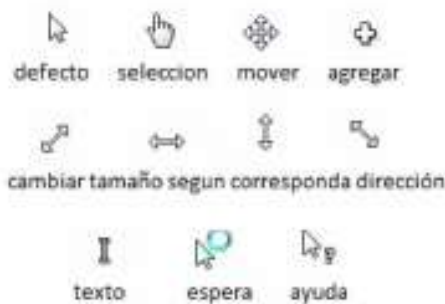 defecto seleccion mover agregar
cambiar tamaño segun corresponda dirección
texto espera ayuda